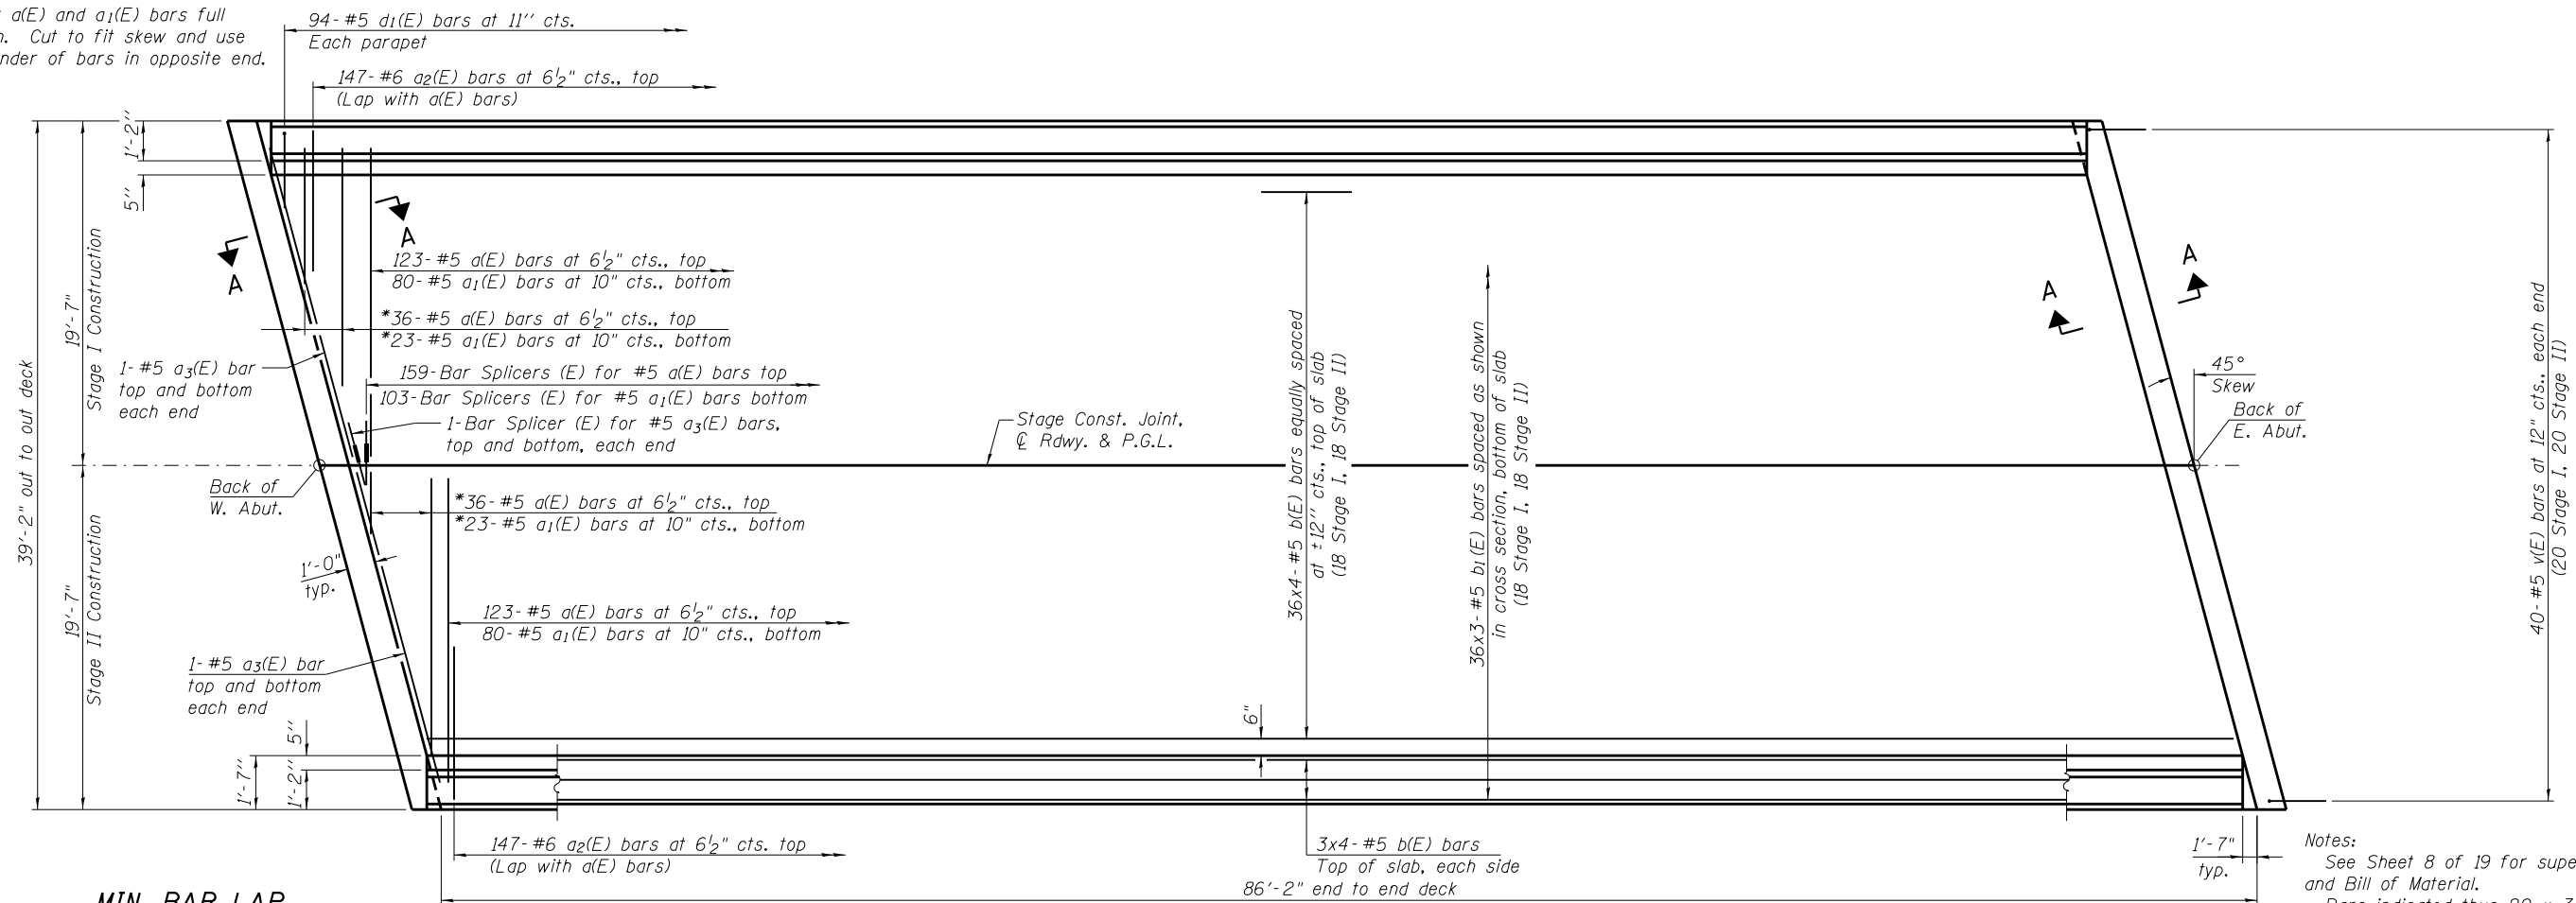 a(E) and a1(E) bars full
Cut to fit skew and use
of bars in opposite end.
94-#5 d1(E) bars at 11" cts.
Each parapet
147-#6 a2(E) bars at 6 1/2" cts., top
(Lap with a(E) bars)
1'-2"
5"
39'-2" out to out deck
19'-7"
Stage I Construction
19'-7"
Stage II Construction
A
A
A
A
123-#5 a(E) bars at 6 1/2" cts., top
80-#5 a1(E) bars at 10" cts., bottom
*36-#5 a(E) bars at 6 1/2" cts., top
*23-#5 a1(E) bars at 10" cts., bottom
1-#5 a3(E) bar
top and bottom
each end
159-Bar Splicers (E) for #5 a(E) bars top
103-Bar Splicers (E) for #5 a1(E) bars bottom
1-Bar Splicer (E) for #5 a3(E) bars,
top and bottom, each end
Stage Const. Joint,
℄ Rdwy. & P.G.L.
Back of
W. Abut.
*36-#5 a(E) bars at 6 1/2" cts., top
*23-#5 a1(E) bars at 10" cts., bottom
1'-0"
typ.
123-#5 a(E) bars at 6 1/2" cts., top
80-#5 a1(E) bars at 10" cts., bottom
1-#5 a3(E) bar
top and bottom
each end
36x4-#5 b(E) bars equally spaced
at ±12" cts., top of slab
(18 Stage I, 18 Stage II)
36x3-#5 b1(E) bars spaced as shown
in cross section, bottom of slab
(18 Stage I, 18 Stage II)
45°
Skew
Back of
E. Abut.
40-#5 v(E) bars at 12" cts., each end
(20 Stage I, 20 Stage II)
5"
1'-7"
1'-2"
6"
147-#6 a2(E) bars at 6 1/2" cts. top
(Lap with a(E) bars)
3x4-#5 b(E) bars
Top of slab, each side
86'-2" end to end deck
1'-7"
typ.
Notes:
See Sheet 8 of 19 for
and Bill of Material.
MIN. BAR LAP